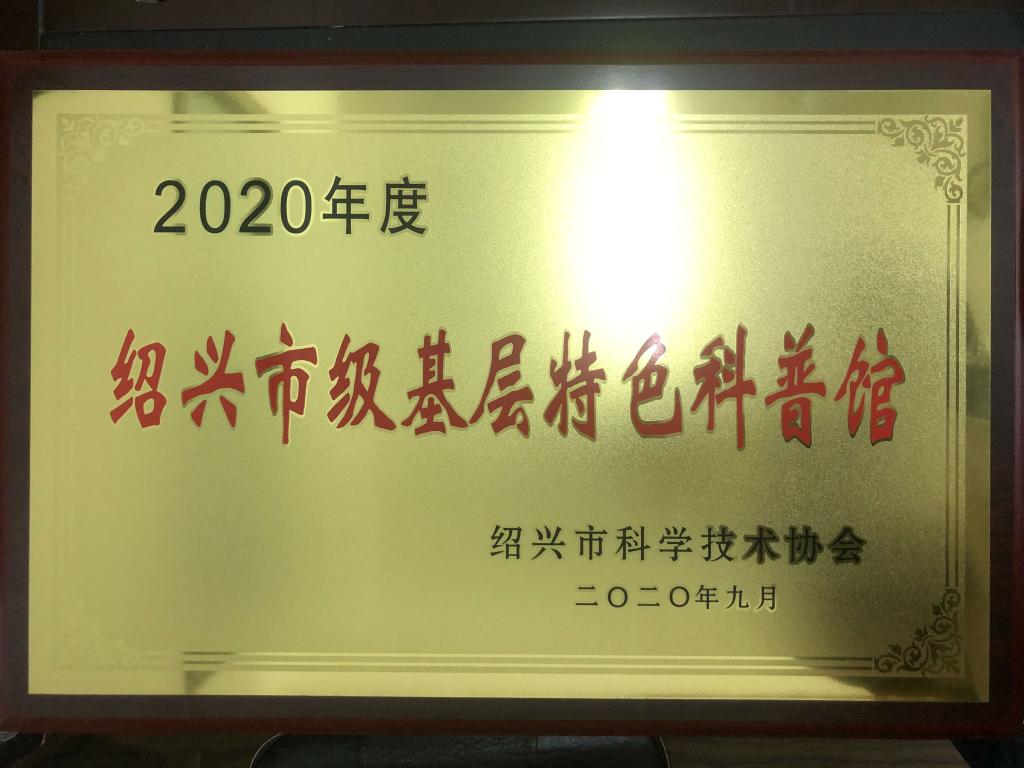 2020年度
绍兴市级基层特色科普馆
绍兴市科学技术协会
二〇二〇年九月